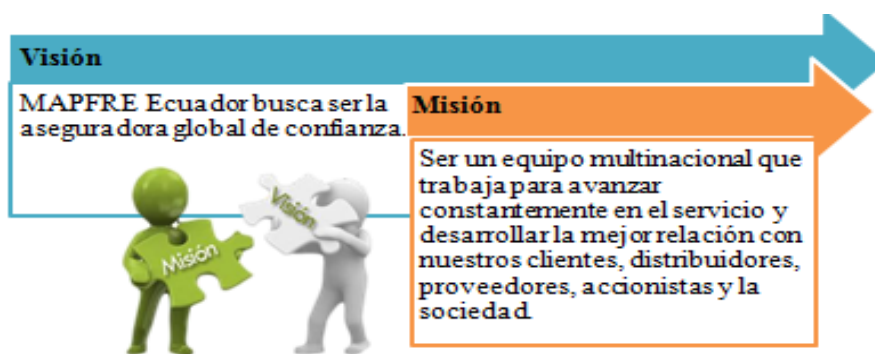 Visión
MAPFRE Ecuador busca ser la
aseguradora global de confianza.
Misión
Ser un equipo multinacional que
trabaja para avanzar
constantemente en el servicio y
desarrollar la mejor relación con
nuestros clientes, distribuidores,
proveedores, accionistas y la
sociedad.
Misión
Visión